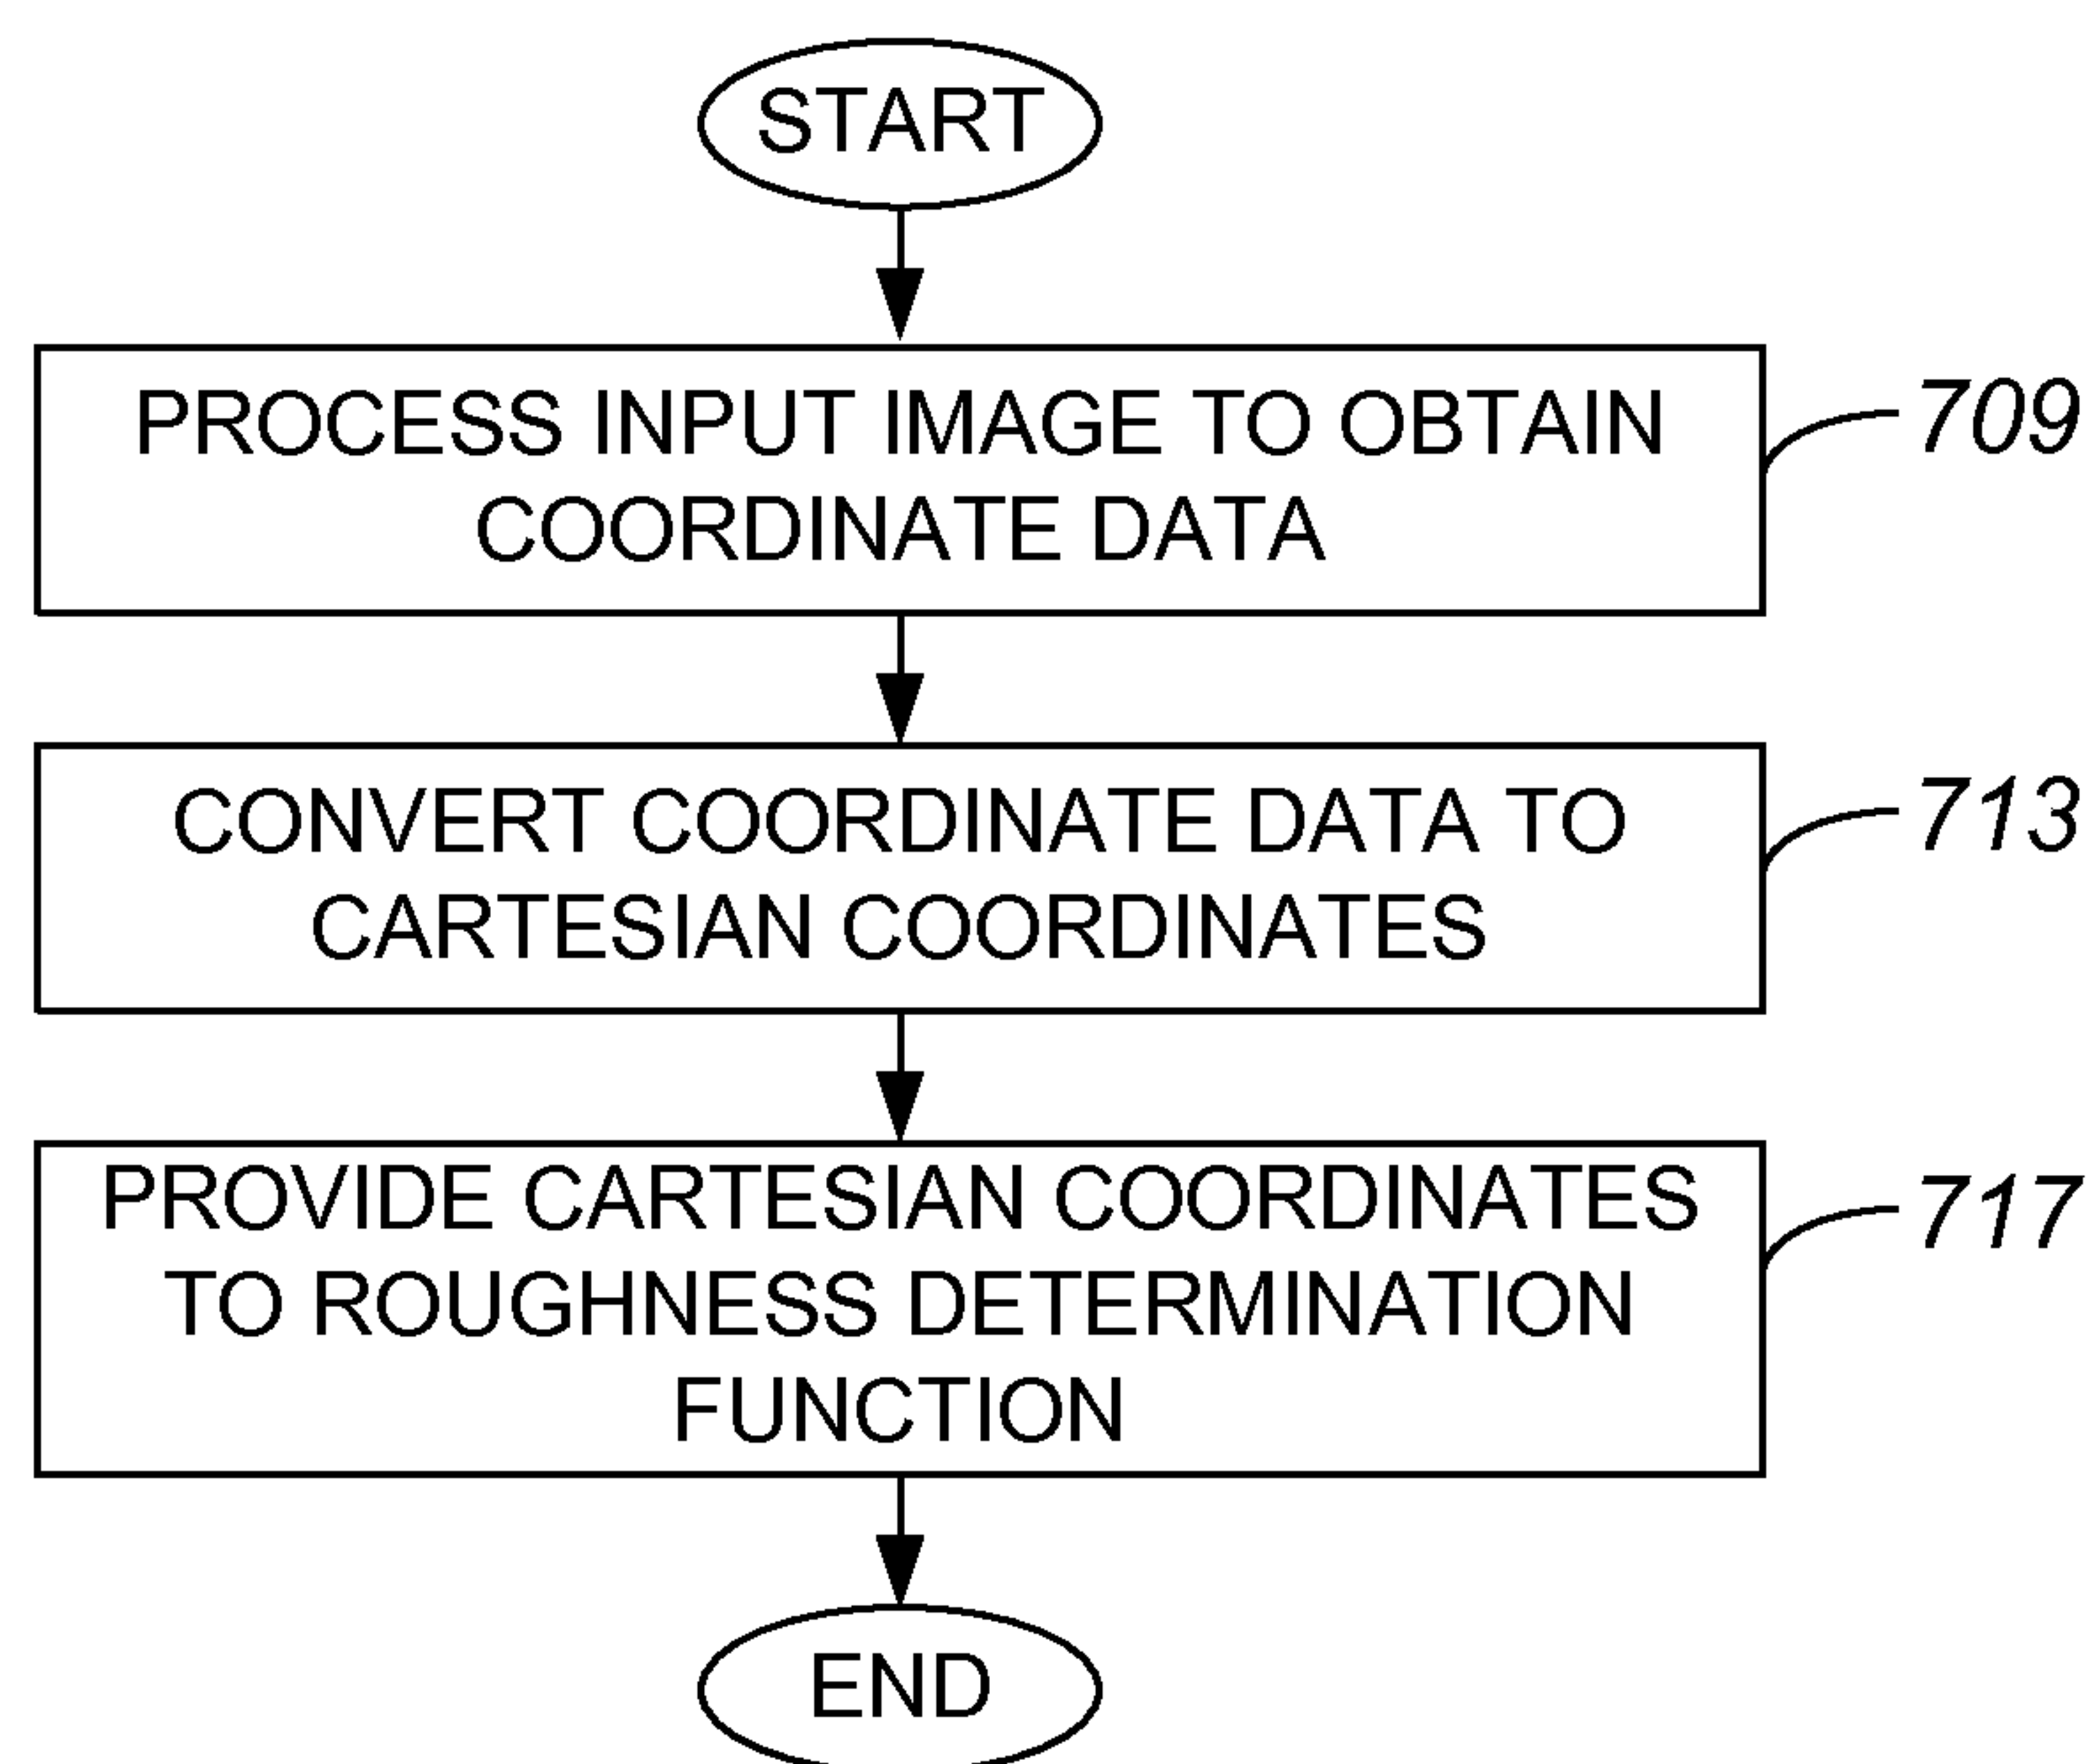 START
PROCESS INPUT IMAGE TO OBTAIN
COORDINATE DATA
709
CONVERT COORDINATE DATA TO
CARTESIAN COORDINATES
713
PROVIDE CARTESIAN COORDINATES
TO ROUGHNESS DETERMINATION
FUNCTION
717
END